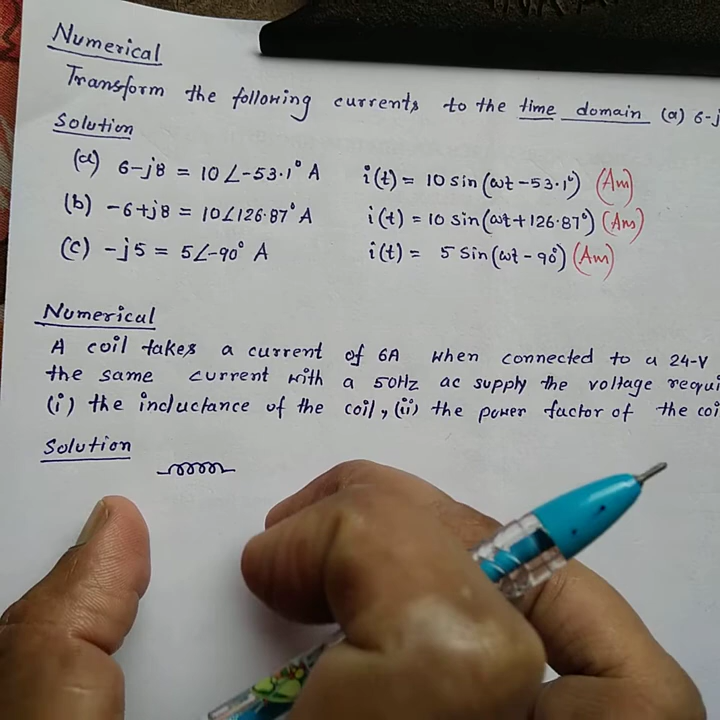 Numerical
Transform the following currents to the time domain (a) 6-j
Solution
(a) 6-j8 = 10∠-53.1° A i(t) = 10 sin(ωt-53.1°) (Ans)
(b) -6+j8 = 10∠126.87° A i(t) = 10 sin(ωt+126.87°) (Ans)
(c) -j5 = 5∠-90° A i(t) = 5 sin(ωt-90°) (Ans)
Numerical
A coil takes a current of 6A when connected to a 24-V
the same current with a 50Hz ac supply the voltage requi
(i) the inductance of the coil, (ii) the power factor of the coi
Solution